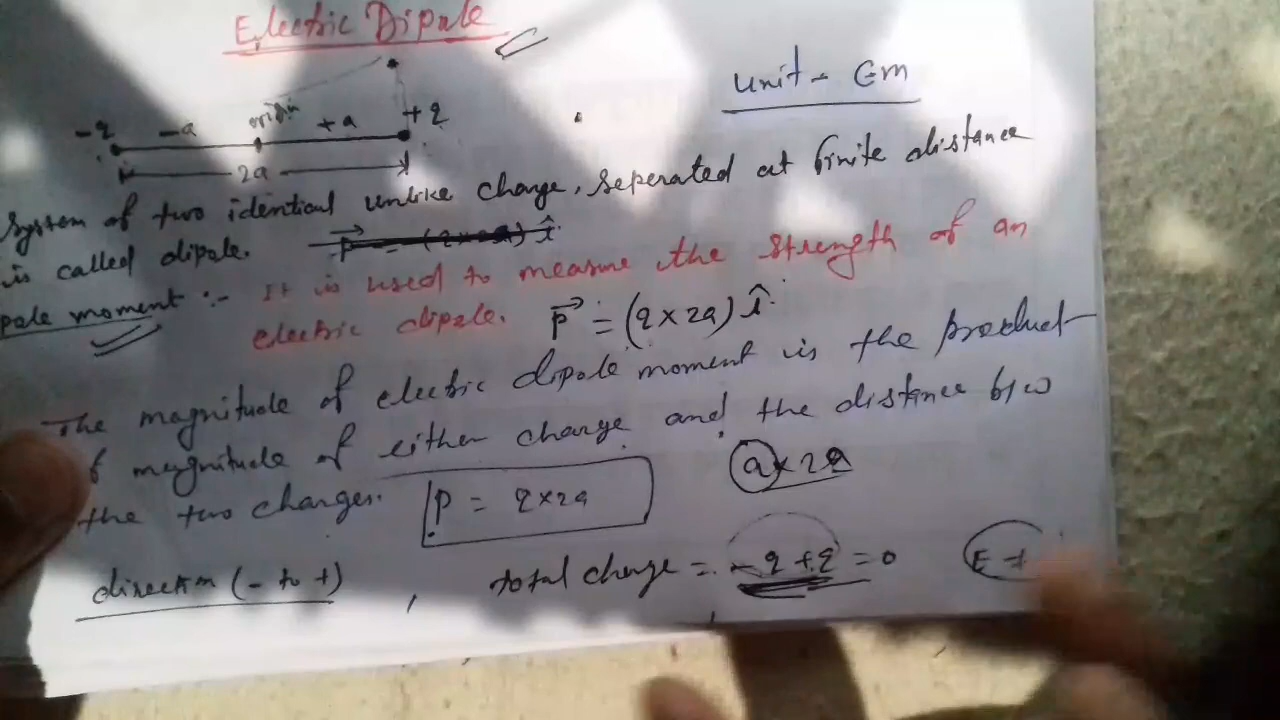 Electric Dipole
unit - Cm
-q -a origin +a +q
2a
System of two identical unlike charge, seperated at finite distance
is called dipole.
pole moment :- It is used to measure the strength of an
electric dipole. p⃗ = (q x 2a) î
The magnitude of electric dipole moment is the product
of magnitude of either charge and the distance b/w
the two charges. p = q x 2a
a x 2a
direction (- to +) , total charge = -q + q = 0